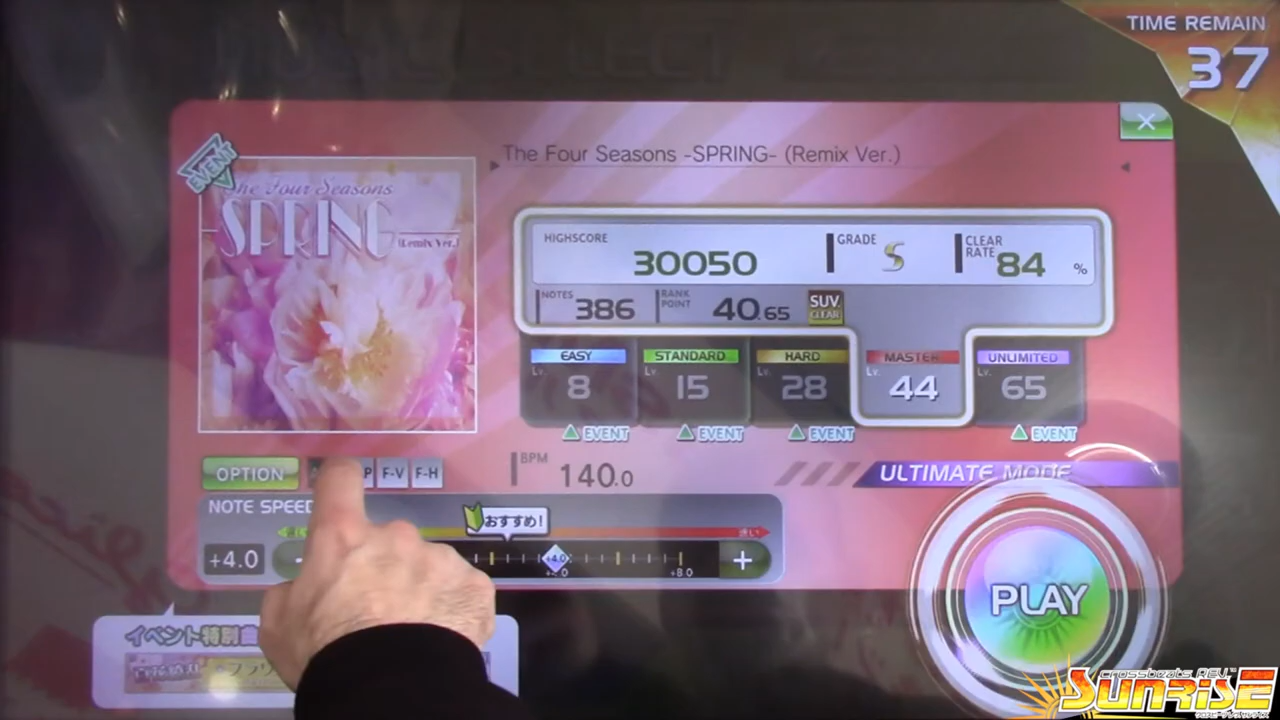 TIME REMAIN
37
EVENT
The Four Seasons -SPRING- (Remix Ver.)
The Four Seasons
SPRING
(Remix Ver.)
HIGHSCORE
30050
GRADE
S
CLEAR RATE
84 %
NOTES
386
RANK POINT
40.65
SUV.
CLEAR
EASY
STANDARD
HARD
MASTER
UNLIMITED
Lv. 8
Lv. 15
Lv. 28
Lv. 44
Lv. 65
EVENT
EVENT
EVENT
EVENT
OPTION
F-V
F-H
BPM
140.0
ULTIMATE MODE
NOTE SPEED
おすすめ!
速い
+4.0
-
+4.0
+8.0
+
PLAY
イベント特別曲
crossbeats REV.
SUNRiSE